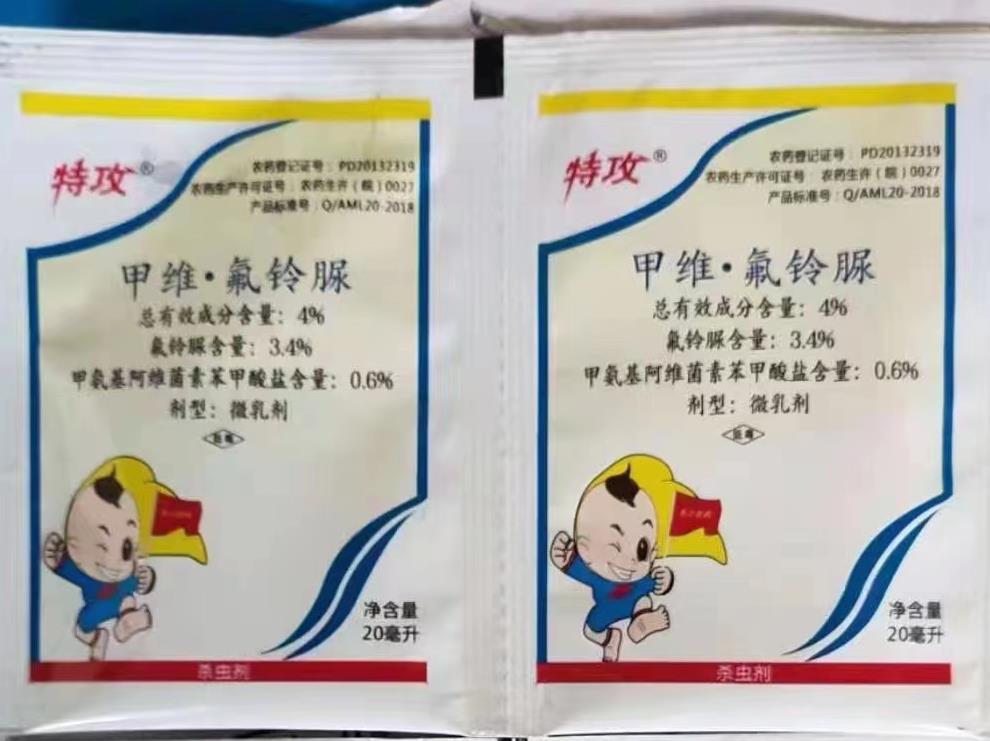 特攻®
农药登记证号：PD20132319
农药生产许可证号：农药生许（皖）0027
产品标准号：Q/AML20-2018
甲维·氟铃脲
总有效成分含量：4%
氟铃脲含量：3.4%
甲氨基阿维菌素苯甲酸盐含量：0.6%
剂型：微乳剂
低毒
净含量
20毫升
杀虫剂
特攻®
农药登记证号：PD20132319
农药生产许可证号：农药生许（皖）0027
产品标准号：Q/AML20-2018
甲维·氟铃脲
总有效成分含量：4%
氟铃脲含量：3.4%
甲氨基阿维菌素苯甲酸盐含量：0.6%
剂型：微乳剂
低毒
净含量
20毫升
杀虫剂